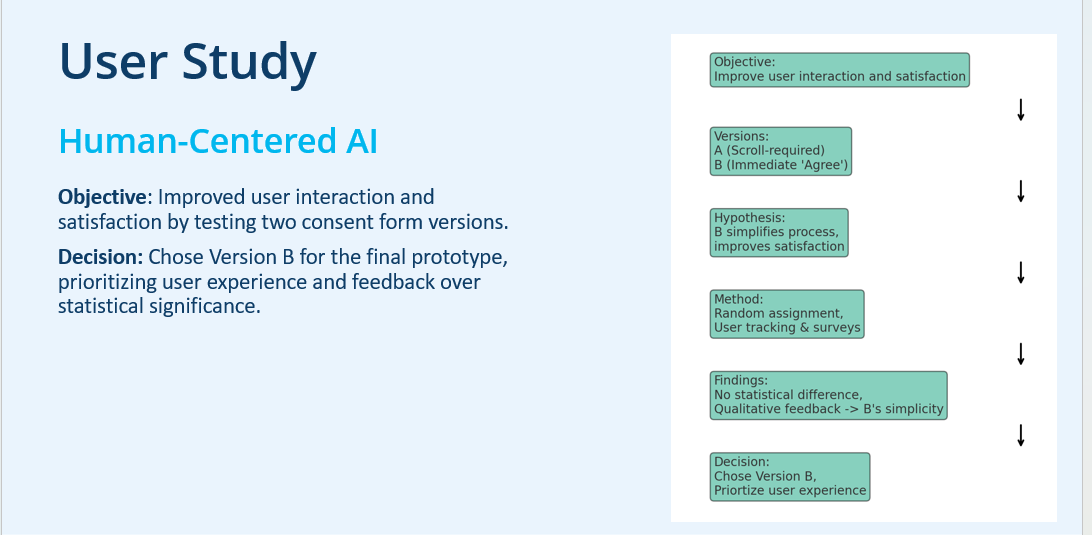 User Study
Human-Centered AI
Objective: Improved user interaction and
satisfaction by testing two consent form versions.
Decision: Chose Version B for the final prototype,
prioritizing user experience and feedback over
statistical significance.
Objective:
Improve user interaction and satisfaction
Versions:
A (Scroll-required)
B (Immediate 'Agree')
Hypothesis:
B simplifies process,
improves satisfaction
Method:
Random assignment,
User tracking & surveys
Findings:
No statistical difference,
Qualitative feedback -> B's simplicity
Decision:
Chose Version B,
Priortize user experience